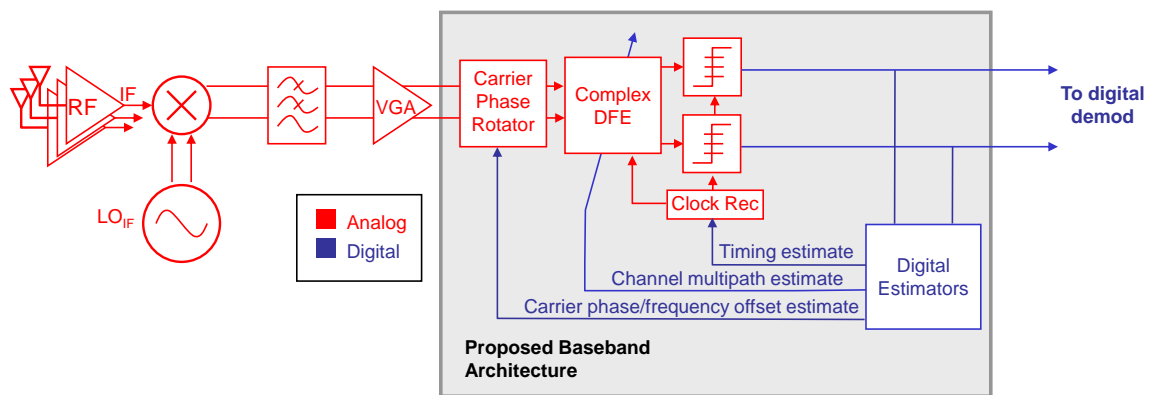 RF
IF
LO_IF
VGA
Carrier
Phase
Rotator
Complex
DFE
Clock Rec
To digital
demod
Analog
Digital
Timing estimate
Channel multipath estimate
Carrier phase/frequency offset estimate
Digital
Estimators
Proposed Baseband
Architecture